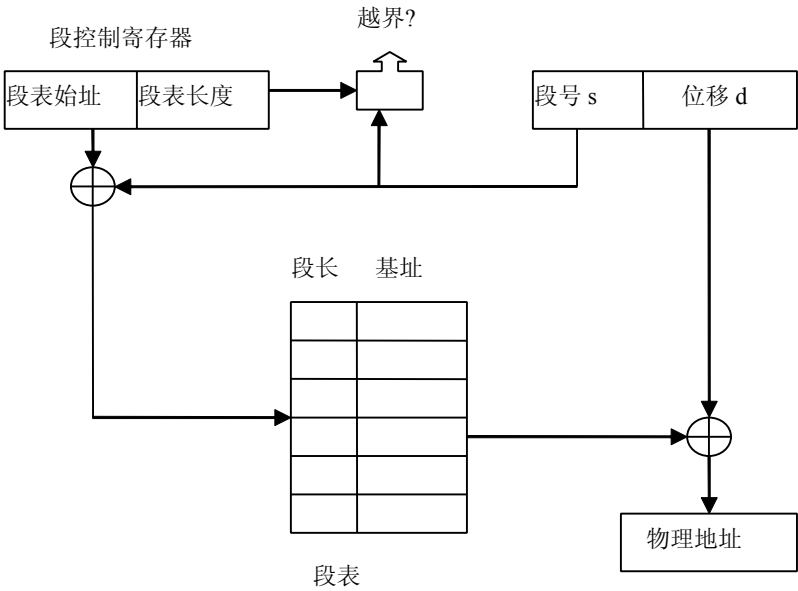 越界?
段控制寄存器
段表始址
段表长度
段号 s
位移 d
段长
基址
物理地址
段表